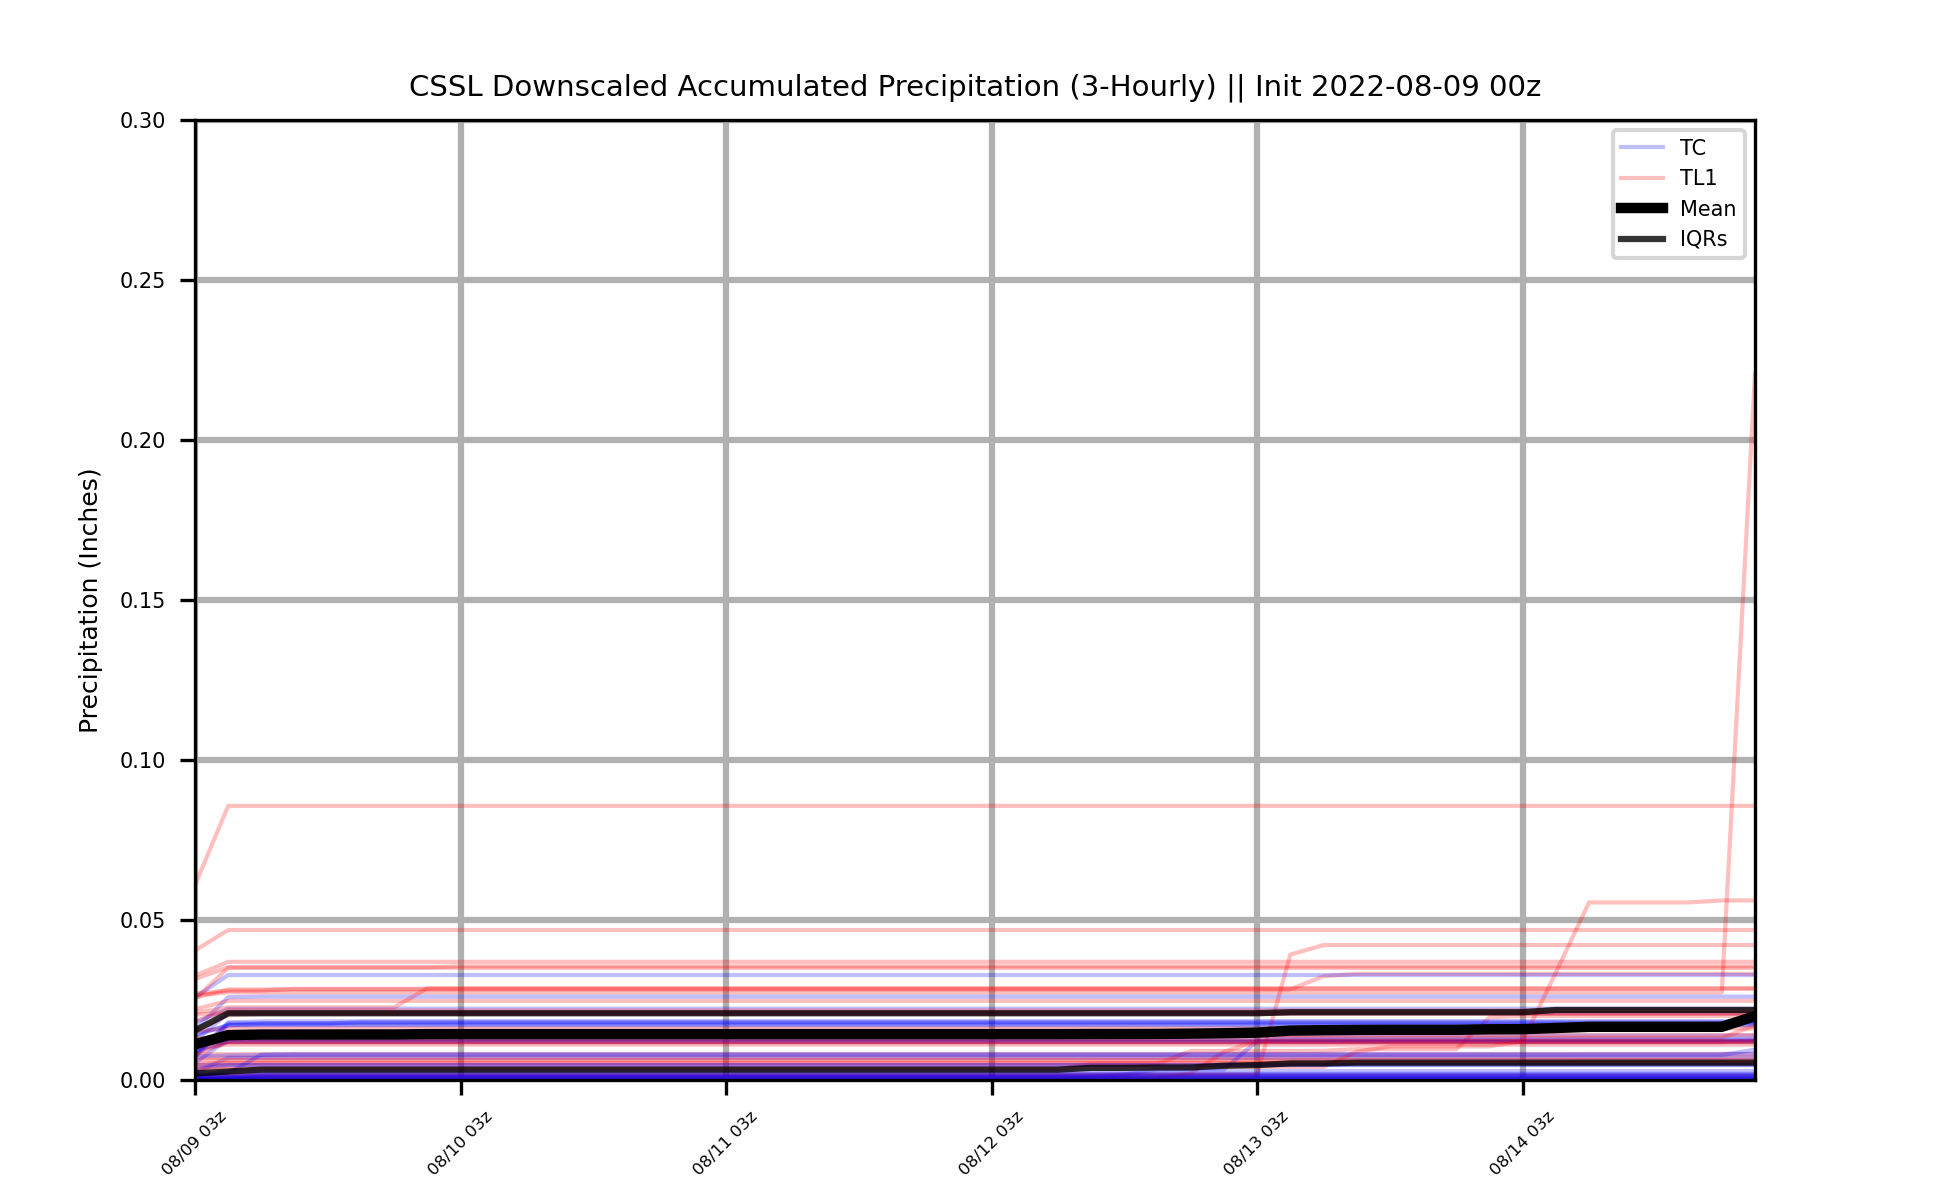 CSSL Downscaled Accumulated Precipitation (3-Hourly) || Init 2022-08-09 00z
0.30
0.25
0.20
0.15
0.10
0.05
0.00
Precipitation (Inches)
TC
TL1
Mean
IQRs
08/09 03z
08/10 03z
08/11 03z
08/12 03z
08/13 03z
08/14 03z